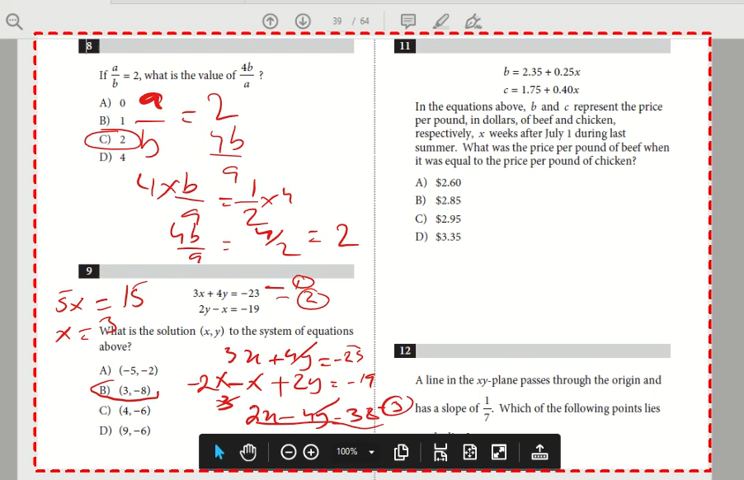 39 / 64
8
If a/b = 2, what is the value of 4b/a ?
A) 0
B) 1
C) 2
D) 4
a/b = 2
4b/a
4 × b/a = 1/2 × 4
4b/a = 4/2 = 2
9
3x + 4y = −23 – ①
2y − x = −19 – ②
5x = 15
x = 3
What is the solution (x, y) to the system of equations
above?
A) (−5, −2)
B) (3, −8)
C) (4, −6)
D) (9, −6)
3x + 4y = -23
-2x - x + 2y = -19
2x - 4y = 38 – ③
11
b = 2.35 + 0.25x
c = 1.75 + 0.40x
In the equations above, b and c represent the price
per pound, in dollars, of beef and chicken,
respectively, x weeks after July 1 during last
summer. What was the price per pound of beef when
it was equal to the price per pound of chicken?
A) $2.60
B) $2.85
C) $2.95
D) $3.35
12
A line in the xy-plane passes through the origin and
has a slope of 1/7. Which of the following points lies
100%